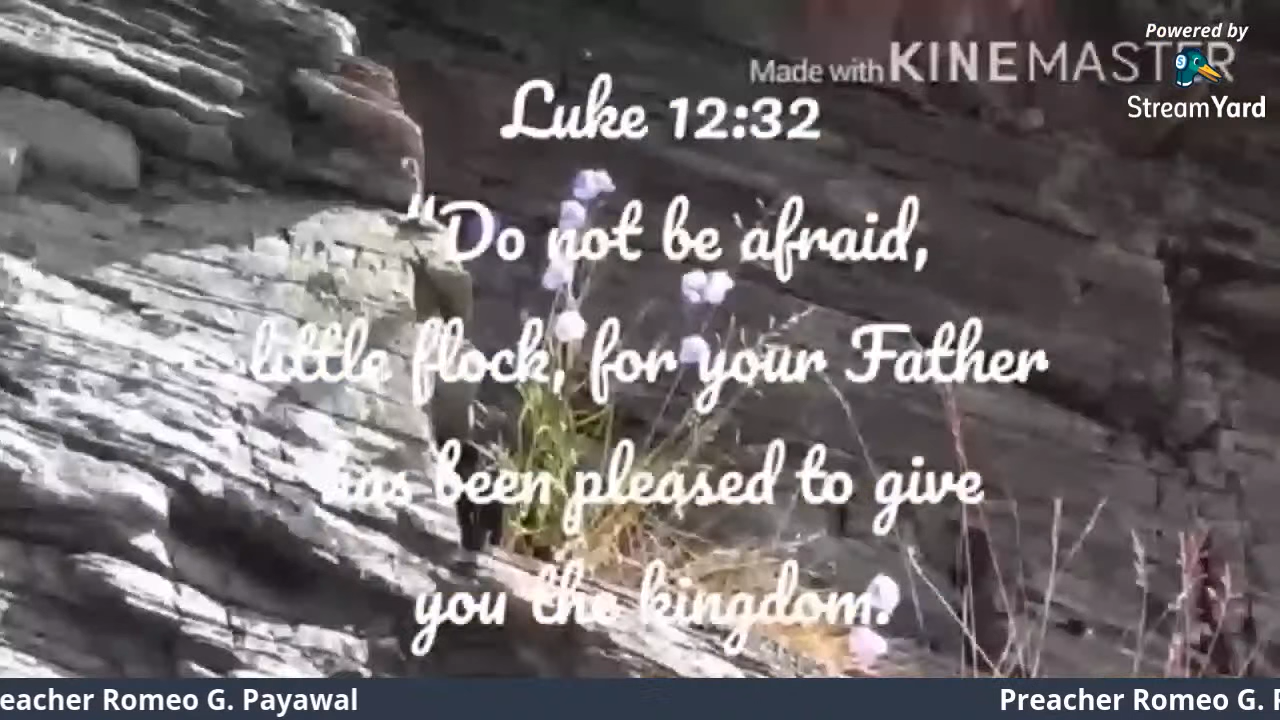 Powered by
Made with KINEMASTER
StreamYard
Luke 12:32
"Do not be afraid,
little flock, for your Father
has been pleased to give
you the kingdom.
eacher Romeo G. Payawal
Preacher Romeo G. P